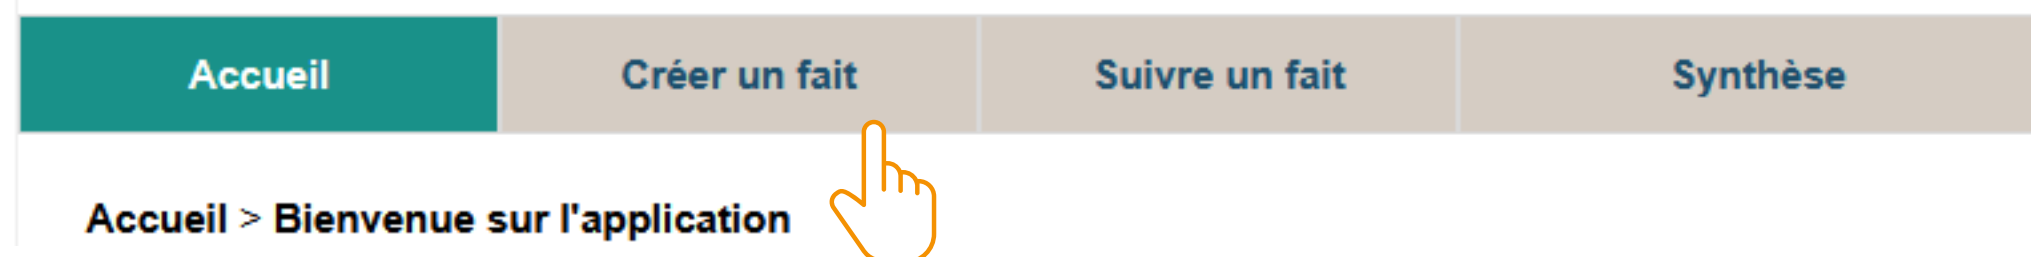 Accueil Créer un fait Suivre un fait Synthèse
Accueil > Bienvenue sur l'application